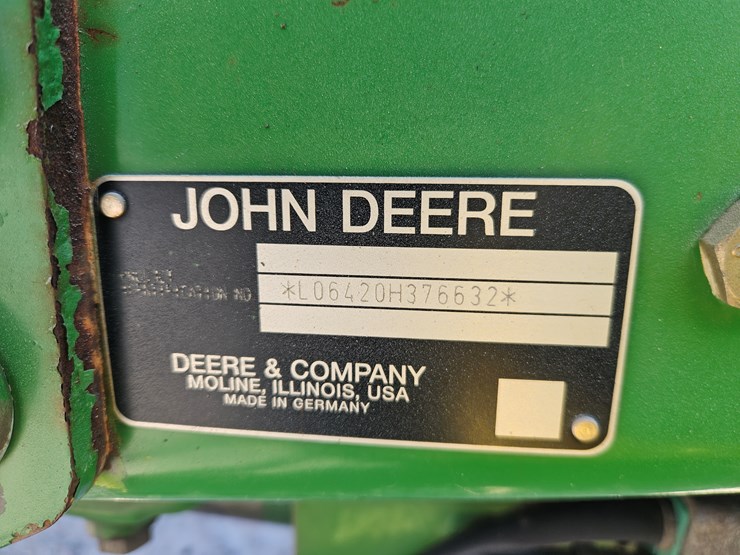 JOHN DEERE
*L06420H376632*
DEERE & COMPANY
MOLINE, ILLINOIS, USA
MADE IN GERMANY